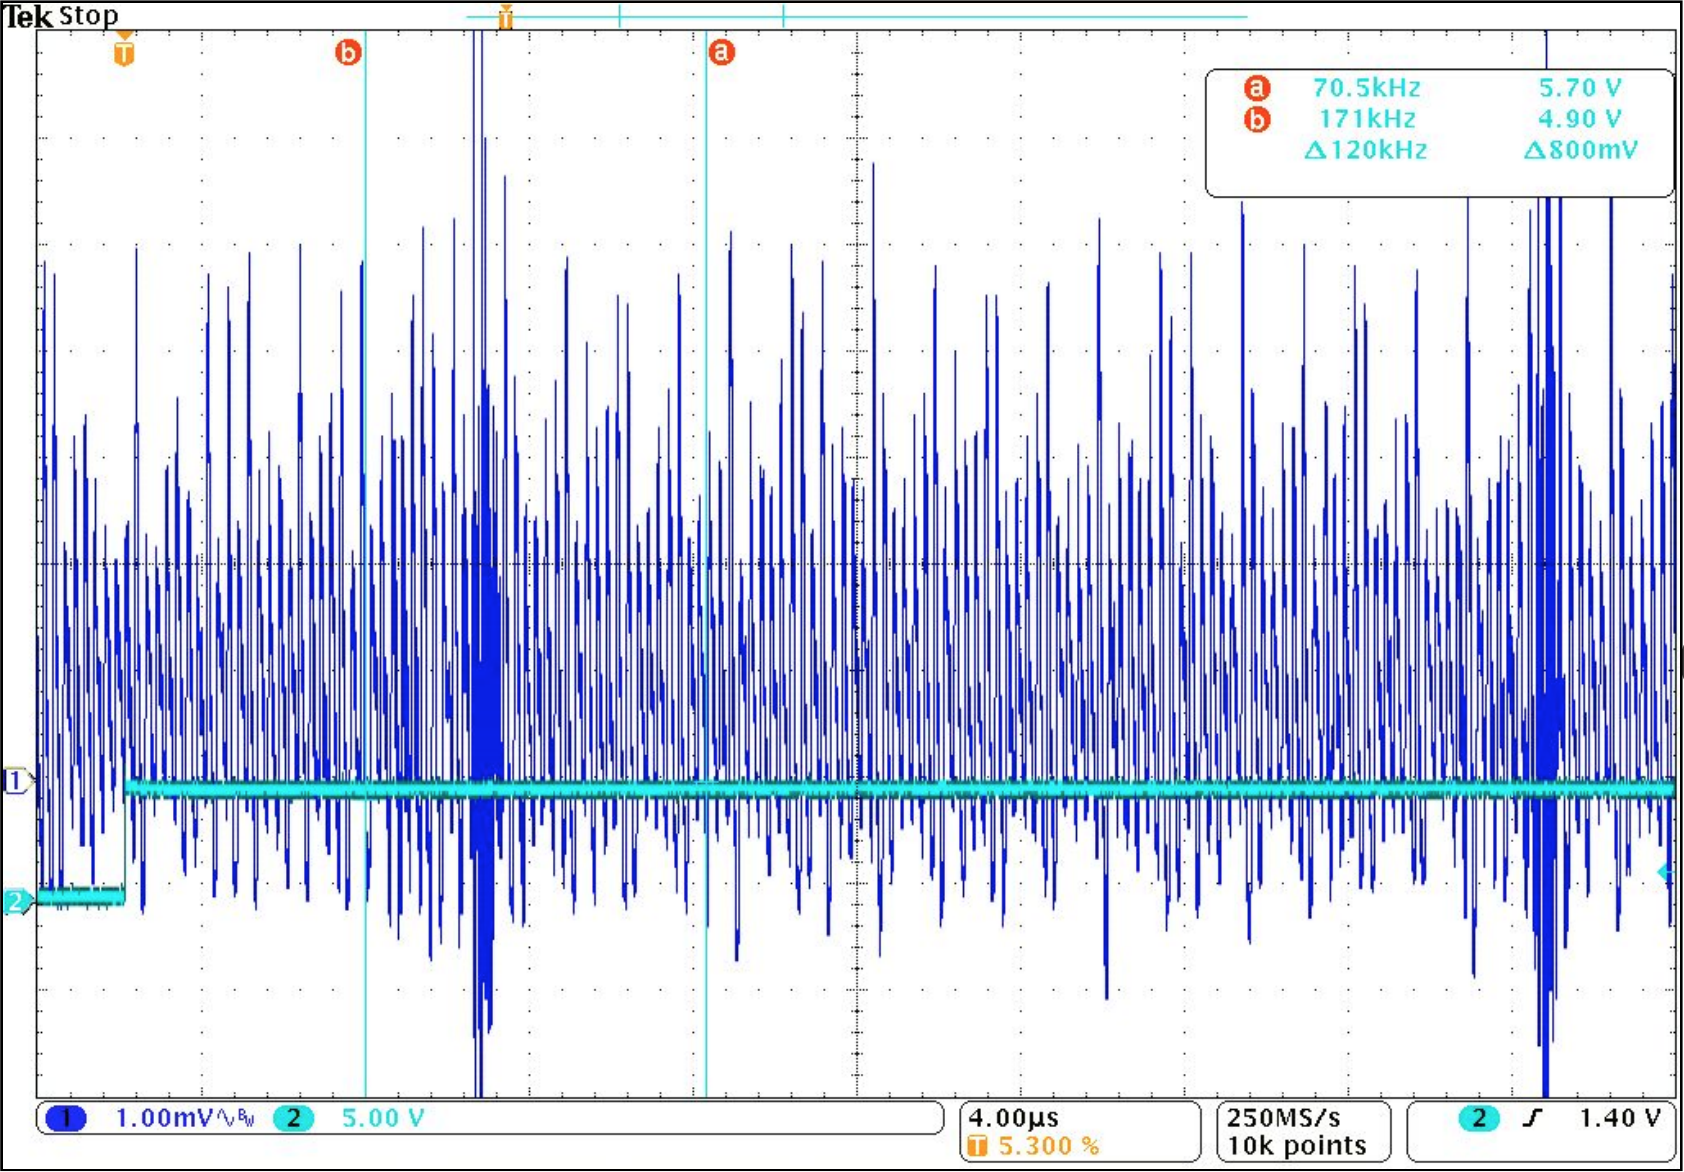 Tek Stop
T
T
b
a
a 70.5kHz 5.70 V
b 171kHz 4.90 V
Δ120kHz Δ800mV
1
2
1 1.00mV∿BW 2 5.00 V
4.00µs
T 5.300 %
250MS/s
10k points
2 ʃ 1.40 V